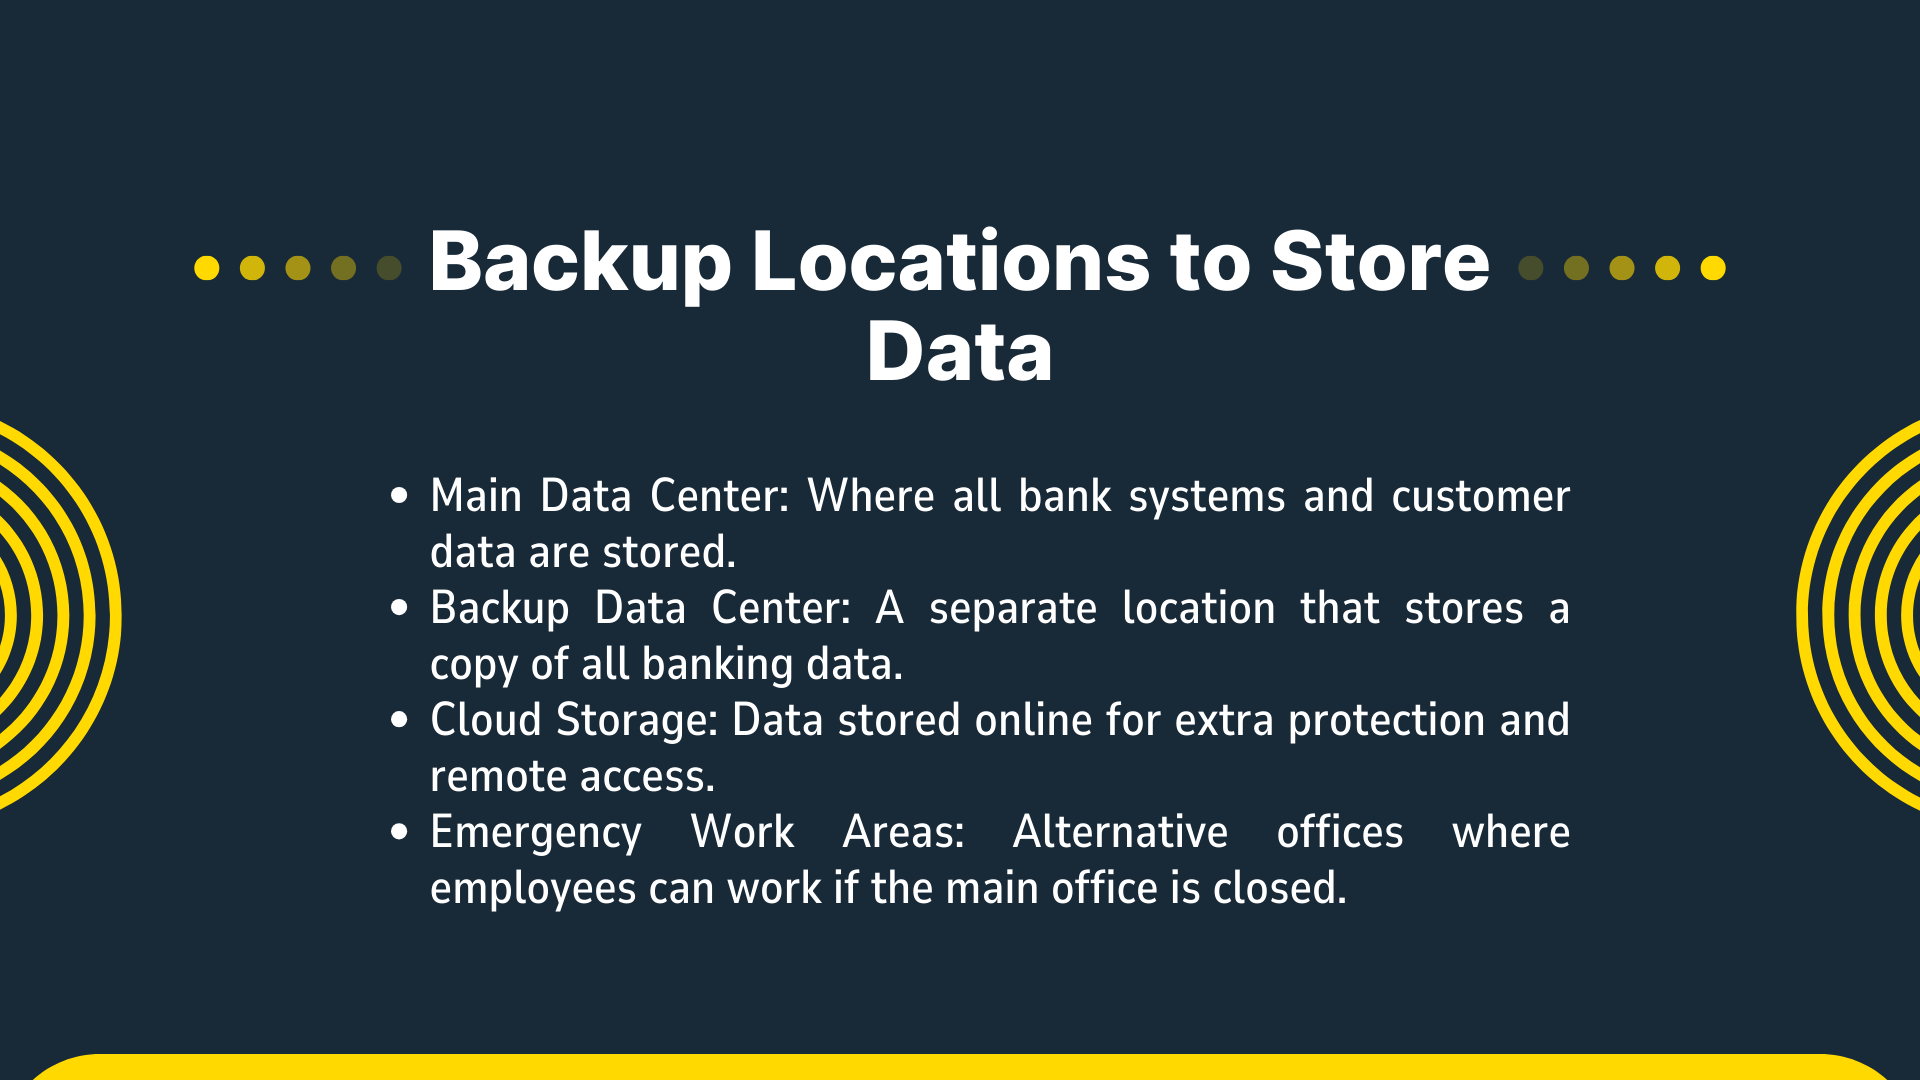 Backup Locations to Store
Data
• Main Data Center: Where all bank systems and customer
data are stored.
• Backup Data Center: A separate location that stores a
copy of all banking data.
• Cloud Storage: Data stored online for extra protection and
remote access.
• Emergency Work Areas: Alternative offices where
employees can work if the main office is closed.